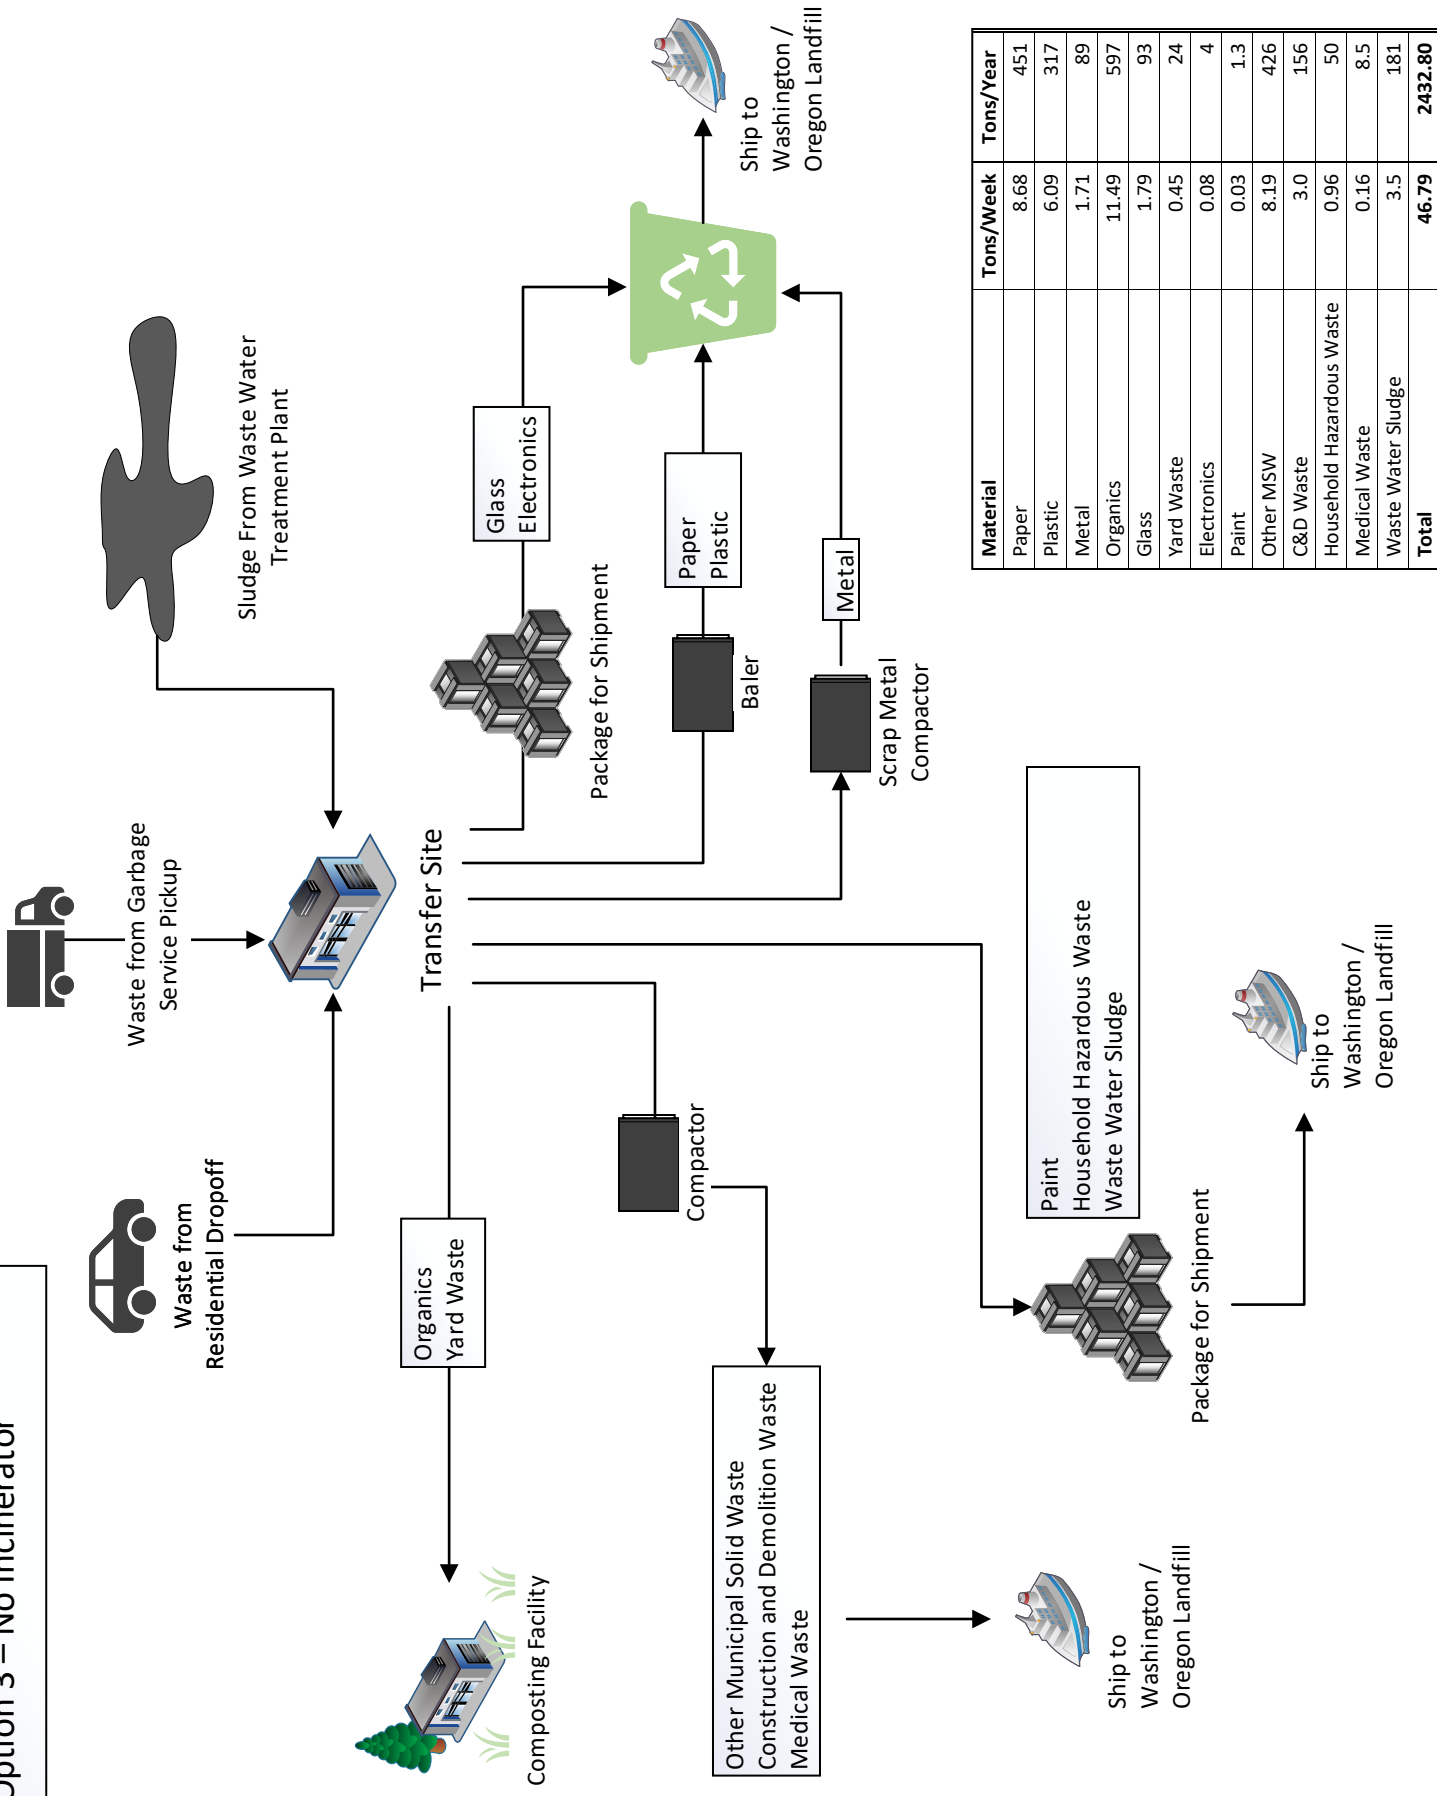 Option 3 – No Incinerator
Waste from
Residential Dropoff
Waste from Garbage
Service Pickup
Sludge From Waste Water
Treatment Plant
Transfer Site
Organics
Yard Waste
Composting Facility
Compactor
Other Municipal Solid Waste
Construction and Demolition Waste
Medical Waste
Ship to
Washington /
Oregon Landfill
Package for Shipment
Glass
Electronics
Baler
Paper
Plastic
Scrap Metal
Compactor
Metal
Ship to
Washington /
Oregon Landfill
Paint
Household Hazardous Waste
Waste Water Sludge
Package for Shipment
Ship to
Washington /
Oregon Landfill
Material Tons/Week Tons/Year
Paper 8.68 451
Plastic 6.09 317
Metal 1.71 89
Organics 11.49 597
Glass 1.79 93
Yard Waste 0.45 24
Electronics 0.08 4
Paint 0.03 1.3
Other MSW 8.19 426
C&D Waste 3.0 156
Household Hazardous Waste 0.96 50
Medical Waste 0.16 8.5
Waste Water Sludge 3.5 181
Total 46.79 2432.80